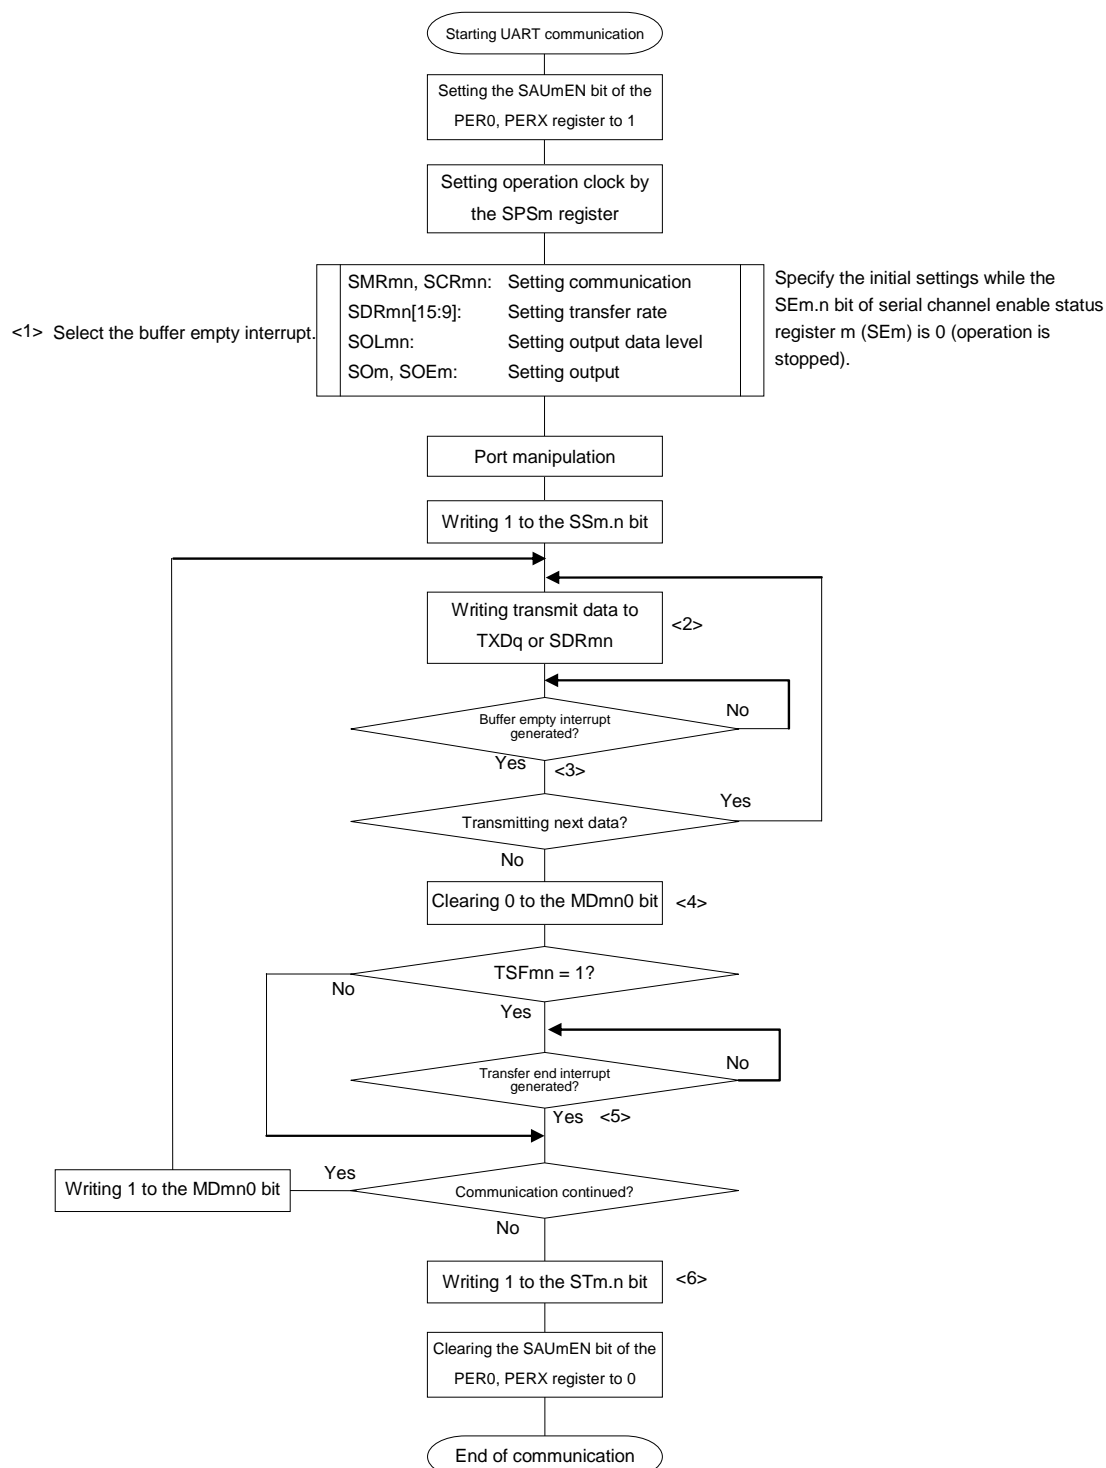 Starting UART communication
Setting the SAUmEN bit of the
PER0, PERX register to 1
Setting operation clock by
the SPSm register
<1> Select the buffer empty interrupt.
SMRmn, SCRmn: Setting communication
SDRmn[15:9]: Setting transfer rate
SOLmn: Setting output data level
SOm, SOEm: Setting output
Specify the initial settings while the
SEm.n bit of serial channel enable status
register m (SEm) is 0 (operation is
stopped).
Port manipulation
Writing 1 to the SSm.n bit
Writing transmit data to
TXDq or SDRmn
<2>
Buffer empty interrupt
generated?
No
Yes
<3>
Transmitting next data?
Yes
No
Clearing 0 to the MDmn0 bit
<4>
TSFmn = 1?
No
Yes
Transfer end interrupt
generated?
No
Yes <5>
Communication continued?
Yes
Writing 1 to the MDmn0 bit
No
Writing 1 to the STm.n bit
<6>
Clearing the SAUmEN bit of the
PER0, PERX register to 0
End of communication